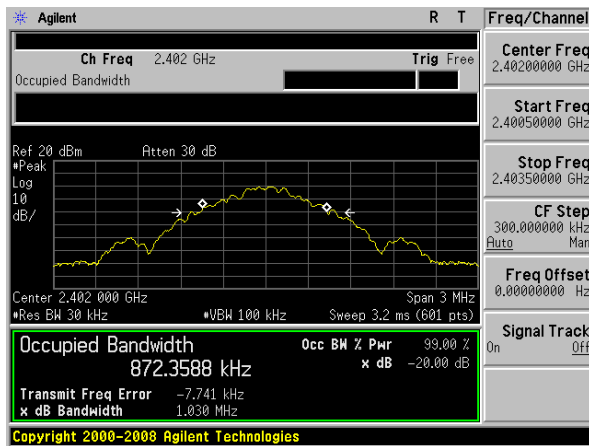 Agilent R T Freq/Channel
Ch Freq 2.402 GHz Trig Free
Occupied Bandwidth
Center Freq
2.40200000 GHz
Start Freq
2.40050000 GHz
Stop Freq
2.40350000 GHz
CF Step
300.000000 kHz
Auto Man
Freq Offset
0.00000000 Hz
Signal Track
On Off
Ref 20 dBm Atten 30 dB
#Peak
Log
10
dB/
Center 2.402 000 GHz Span 3 MHz
#Res BW 30 kHz #VBW 100 kHz Sweep 3.2 ms (601 pts)
Occupied Bandwidth Occ BW % Pwr 99.00 %
872.3588 kHz x dB -20.00 dB
Transmit Freq Error -7.741 kHz
x dB Bandwidth 1.030 MHz
Copyright 2000-2008 Agilent Technologies